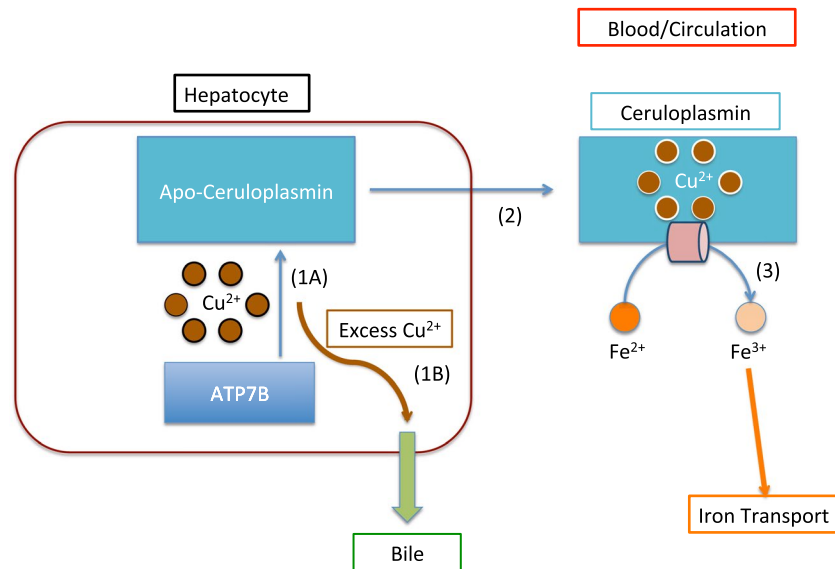 Blood/Circulation
Hepatocyte
Ceruloplasmin
Apo-Ceruloplasmin
Cu²⁺
(2)
(1A)
Cu²⁺
(3)
Excess Cu²⁺
Fe²⁺
Fe³⁺
(1B)
ATP7B
Iron Transport
Bile